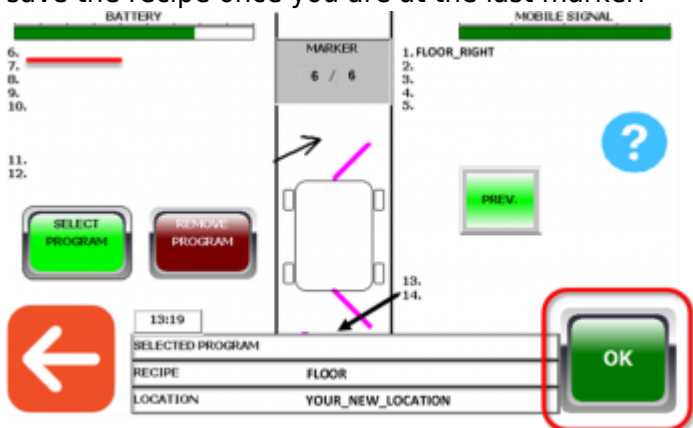 save the recipe once you are at the last marker.
BATTERY
MOBILE SIGNAL
6.
7.
8.
9.
10.
11.
12.
MARKER
6 / 6
1. FLOOR_RIGHT
2.
3.
4.
5.
?
SELECT PROGRAM
REMOVE PROGRAM
PREV.
13.
14.
13:19
SELECTED PROGRAM
RECIPE FLOOR
LOCATION YOUR_NEW_LOCATION
OK